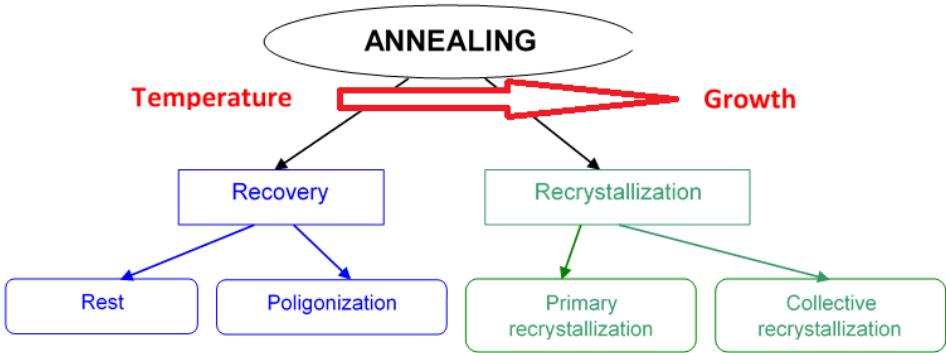 ANNEALING
Temperature
Growth
Recovery
Recrystallization
Rest
Poligonization
Primary
recrystallization
Collective
recrystallization